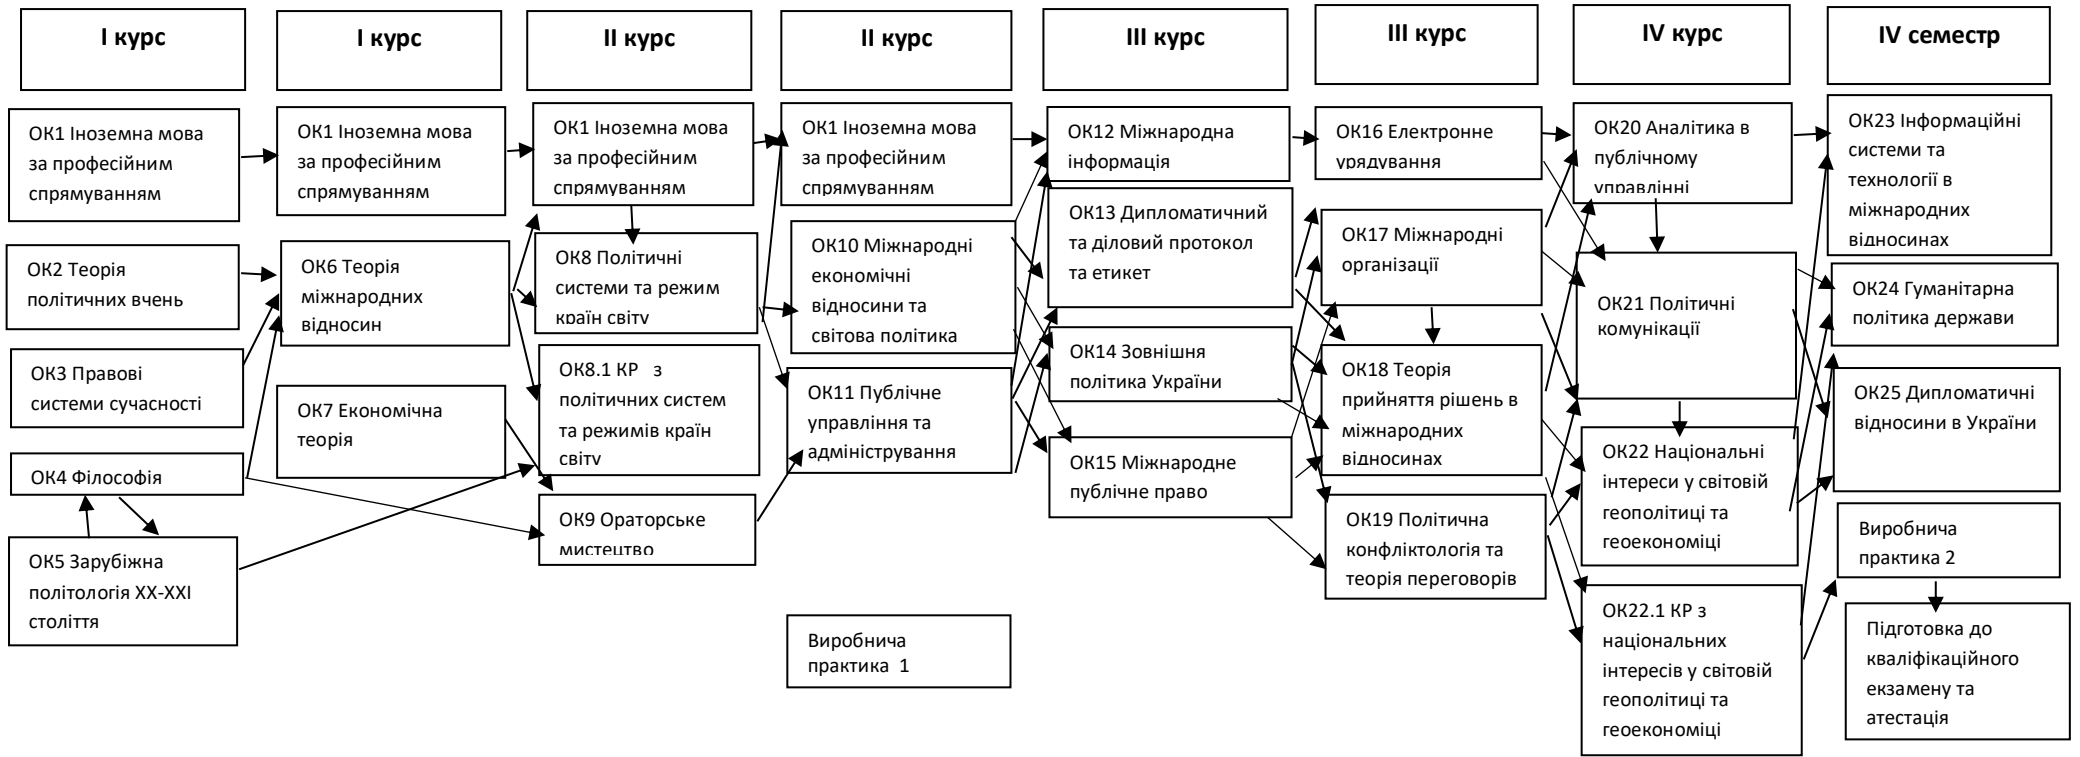 І курс
І курс
ІІ курс
ІІ курс
ІІІ курс
ІІІ курс
IV курс
IV семестр
ОК1 Іноземна мова
за професійним
спрямуванням
ОК2 Теорія
політичних вчень
ОК3 Правові
системи сучасності
ОК4 Філософія
ОК5 Зарубіжна
політологія ХХ-ХХІ
століття
ОК1 Іноземна мова
за професійним
спрямуванням
ОК6 Теорія
міжнародних
відносин
ОК7 Економічна
теорія
ОК1 Іноземна мова
за професійним
спрямуванням
ОК8 Політичні
системи та режим
країн світу
ОК8.1 КР з
політичних систем
та режимів країн
світу
ОК9 Ораторське
мистецтво
ОК1 Іноземна мова
за професійним
спрямуванням
ОК10 Міжнародні
економічні
відносини та
світова політика
ОК11 Публічне
управління та
адміністрування
Виробнича
практика 1
ОК12 Міжнародна
інформація
ОК13 Дипломатичний
та діловий протокол
та етикет
ОК14 Зовнішня
політика України
ОК15 Міжнародне
публічне право
ОК16 Електронне
урядування
ОК17 Міжнародні
організації
ОК18 Теорія
прийняття рішень в
міжнародних
відносинах
ОК19 Політична
конфліктологія та
теорія переговорів
ОК20 Аналітика в
публічному
управлінні
ОК21 Політичні
комунікації
ОК22 Національні
інтереси у світовій
геополітиці та
геоекономіці
ОК22.1 КР з
національних
інтересів у світовій
геополітиці та
геоекономіці
ОК23 Інформаційні
системи та
технології в
міжнародних
відносинах
ОК24 Гуманітарна
політика держави
ОК25 Дипломатичні
відносини в України
Виробнича
практика 2
Підготовка до
кваліфікаційного
екзамену та
атестація